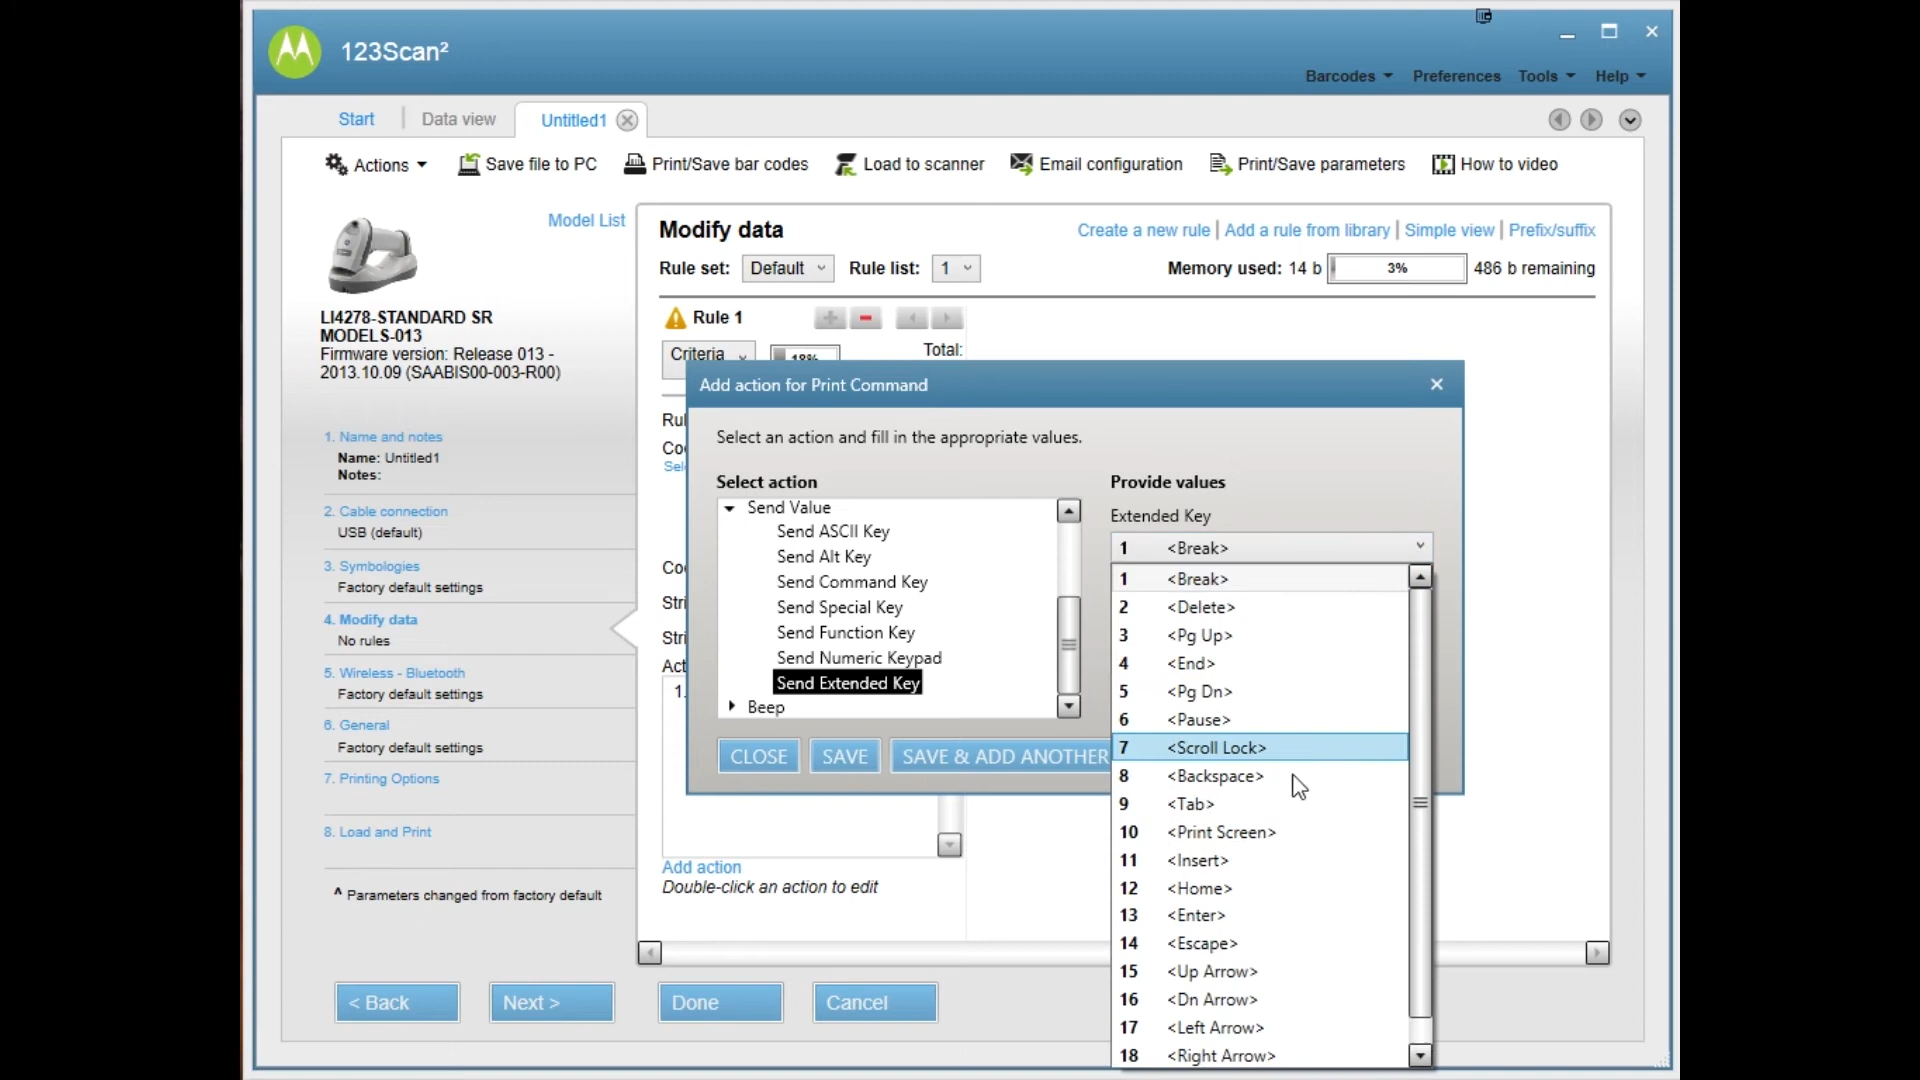 123Scan²
Barcodes
Preferences
Tools
Help
Start
Data view
Untitled1
Actions
Save file to PC
Print/Save bar codes
Load to scanner
Email configuration
Print/Save parameters
How to video
Model List
LI4278-STANDARD SR
MODELS-013
Firmware version: Release 013 -
2013.10.09 (SAABIS00-003-R00)
1. Name and notes
Name: Untitled1
Notes:
2. Cable connection
USB (default)
3. Symbologies
Factory default settings
4. Modify data
No rules
5. Wireless - Bluetooth
Factory default settings
6. General
Factory default settings
7. Printing Options
8. Load and Print
^ Parameters changed from factory default
Modify data
Create a new rule | Add a rule from library | Simple view | Prefix/suffix
Rule set: Default
Rule list: 1
Memory used: 14 b 3% 486 b remaining
Rule 1
Criteria
18%
Total:
Add action for Print Command
Select an action and fill in the appropriate values.
Select action
Send Value
Send ASCII Key
Send Alt Key
Send Command Key
Send Special Key
Send Function Key
Send Numeric Keypad
Send Extended Key
Beep
CLOSE
SAVE
SAVE & ADD ANOTHER
Provide values
Extended Key
1 <Break>
1 <Break>
2 <Delete>
3 <Pg Up>
4 <End>
5 <Pg Dn>
6 <Pause>
7 <Scroll Lock>
8 <Backspace>
9 <Tab>
10 <Print Screen>
11 <Insert>
12 <Home>
13 <Enter>
14 <Escape>
15 <Up Arrow>
16 <Dn Arrow>
17 <Left Arrow>
18 <Right Arrow>
1.
Add action
Double-click an action to edit
< Back
Next >
Done
Cancel